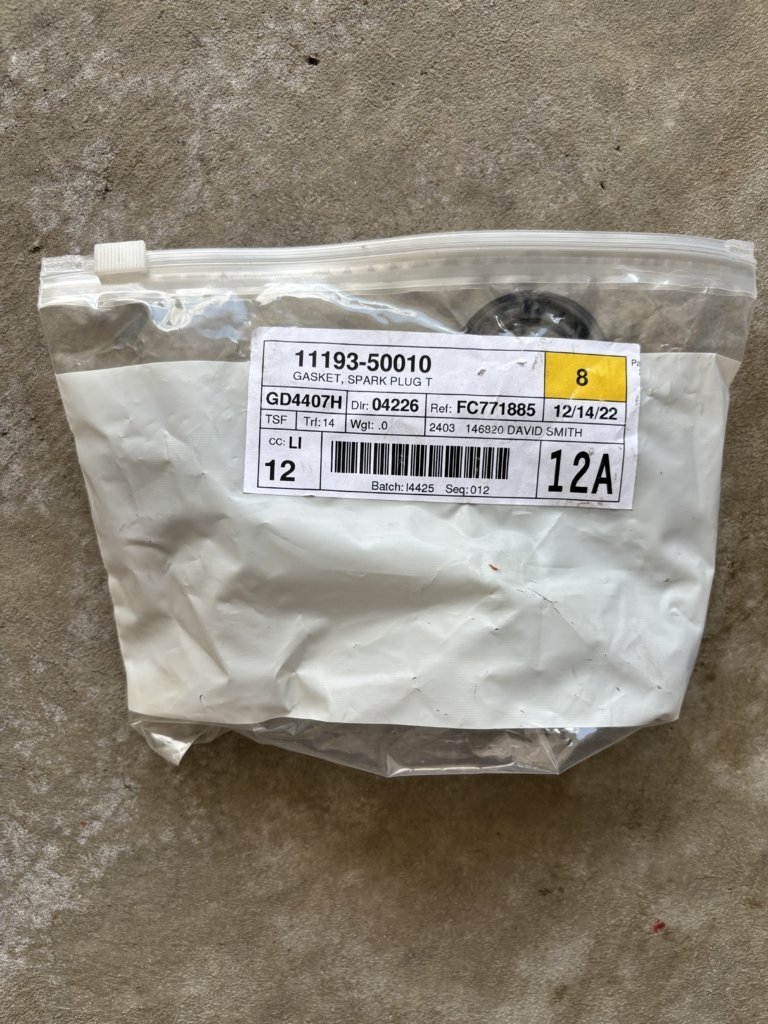 11193-50010
GASKET, SPARK PLUG T
8
GD4407H Dlr: 04226 Ref: FC771885 12/14/22
TSF Trf: 14 Wgt: .0 2403 146820 DAVID SMITH
CC: LI
12
12A
Batch: I4425 Seq: 012